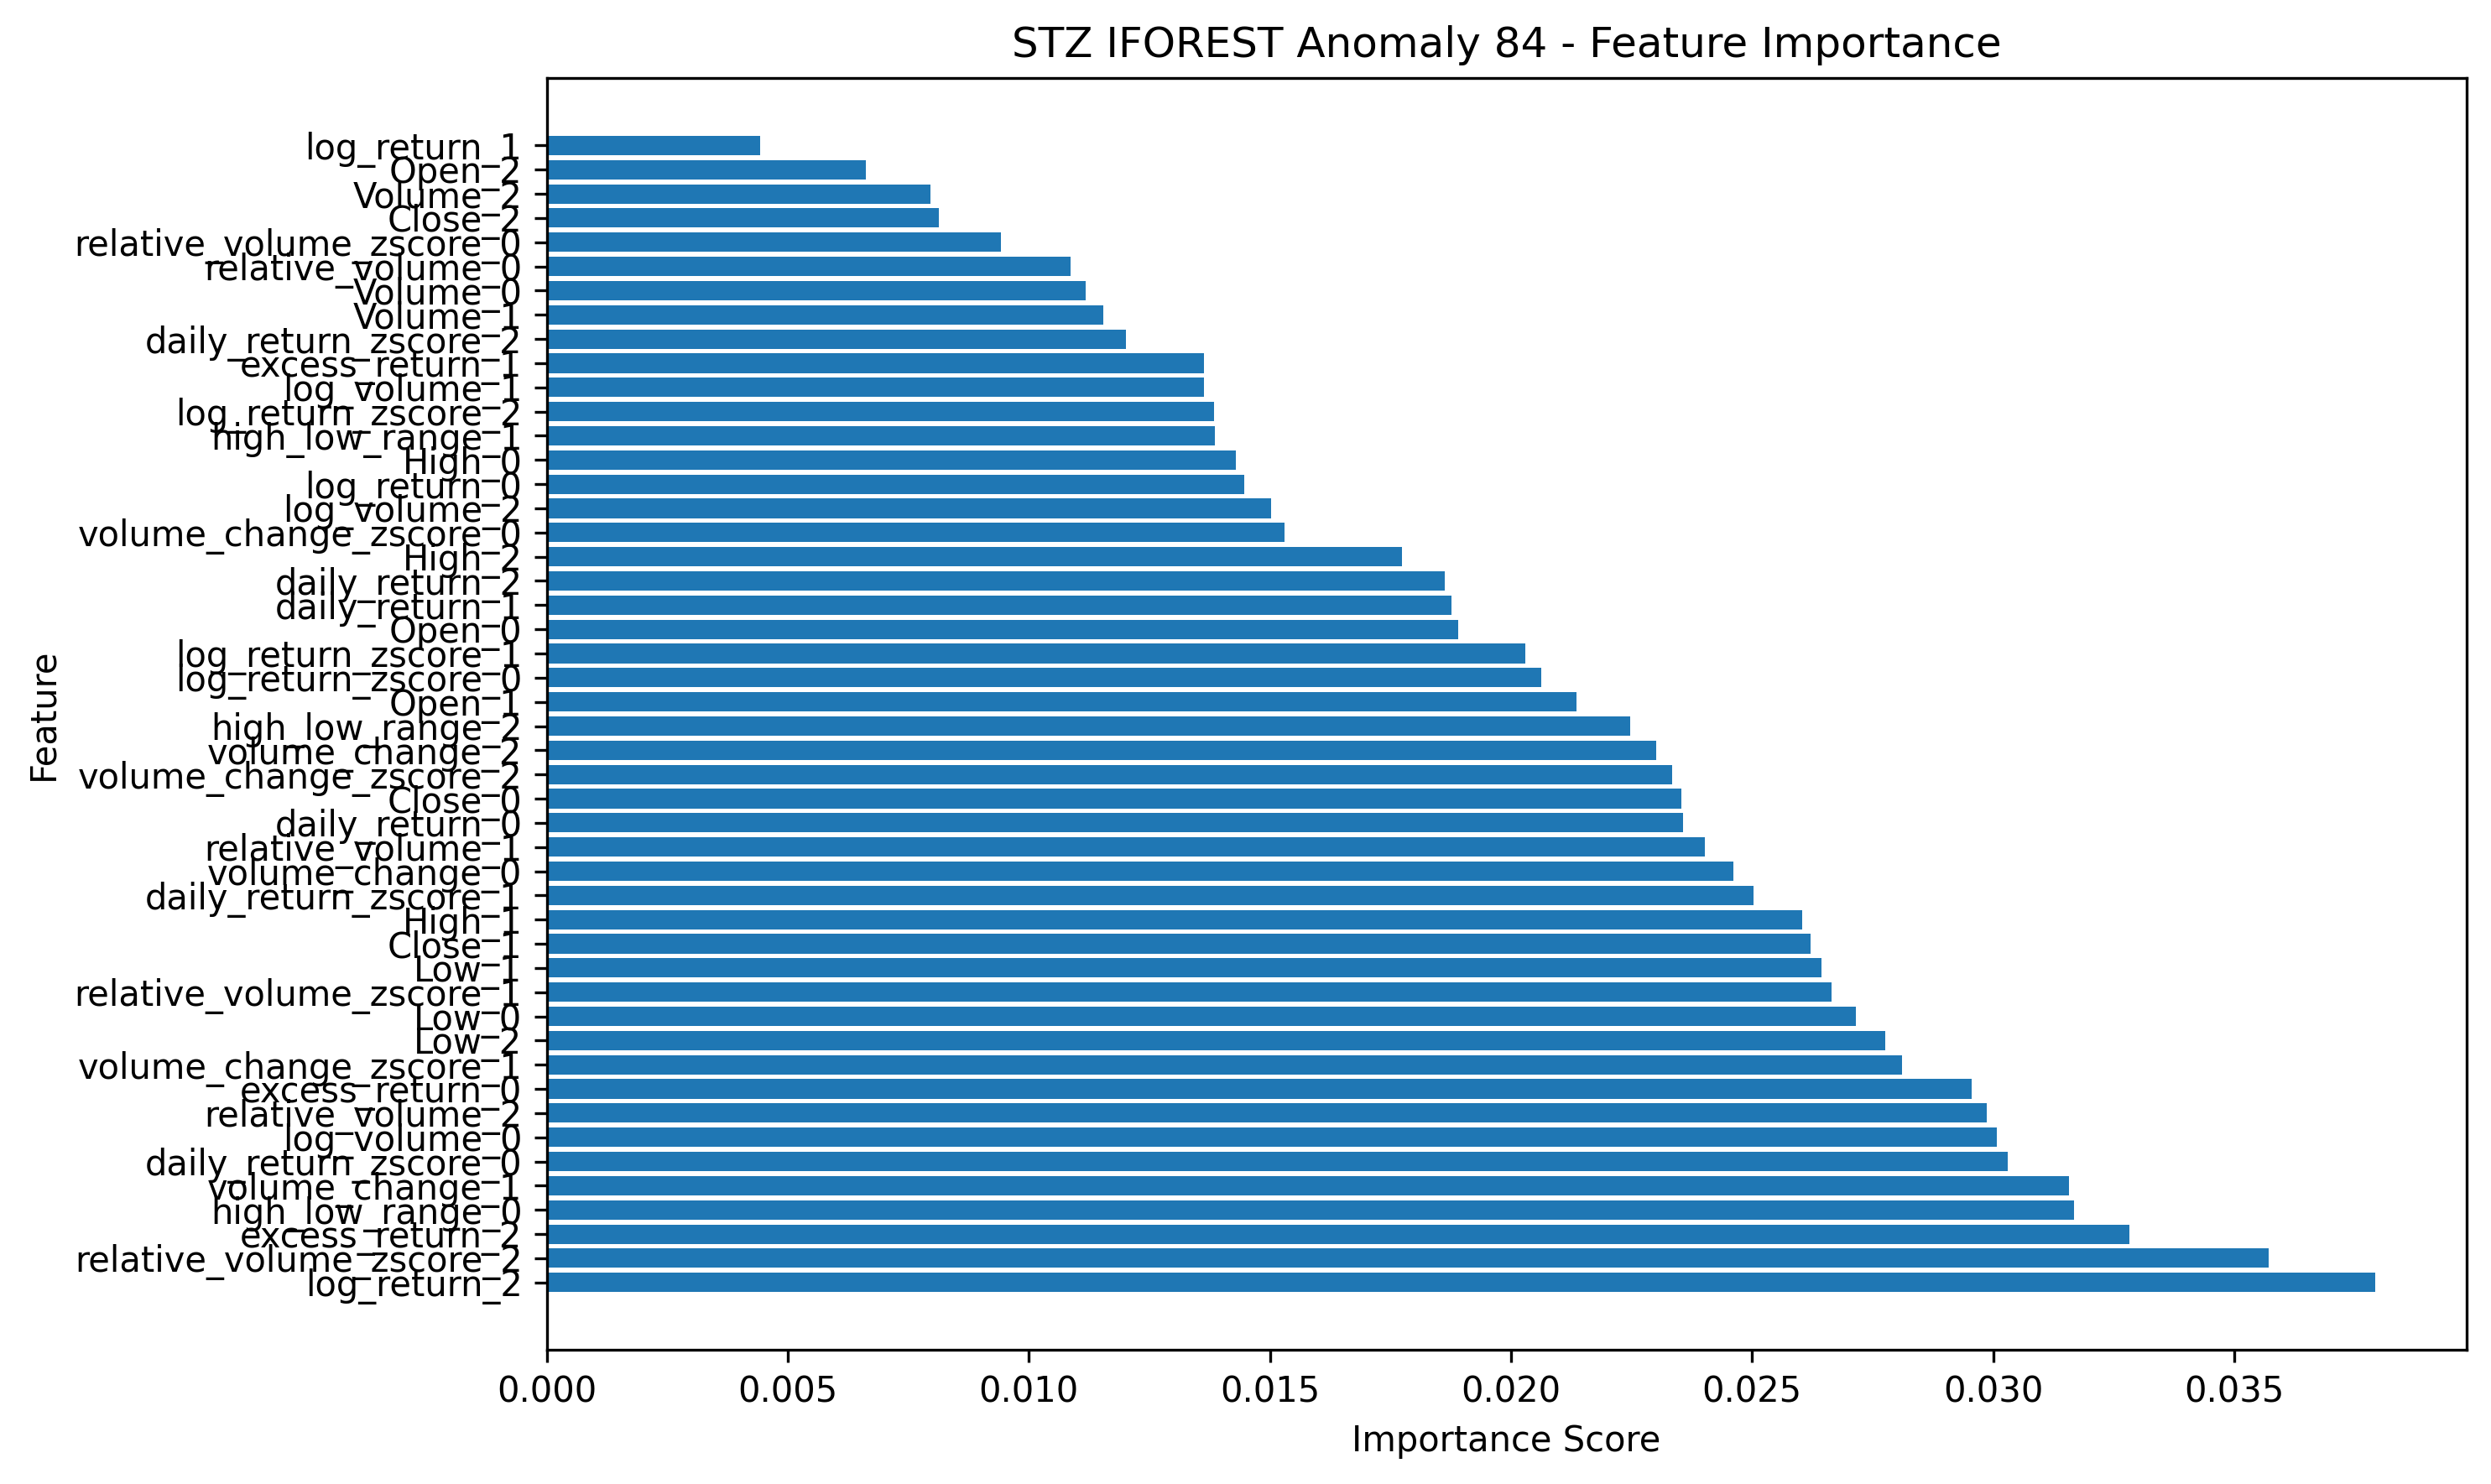 STZ IFOREST Anomaly 84 - Feature Importance
log_return_1
Open_2
Volume_2
Close_2
relative_volume_zscore_0
relative_volume_0
Volume_0
Volume_1
daily_return_zscore_2
excess_return_1
log_volume_1
log_return_zscore_2
high_low_range_1
High_0
log_return_0
log_volume_2
volume_change_zscore_0
High_2
daily_return_2
daily_return_1
Open_0
log_return_zscore_1
log_return_zscore_0
Open_1
high_low_range_2
volume_change_2
volume_change_zscore_2
Close_0
daily_return_0
relative_volume_1
volume_change_0
daily_return_zscore_1
High_1
Close_1
Low_1
relative_volume_zscore_1
Low_0
Low_2
volume_change_zscore_1
excess_return_0
relative_volume_2
log_volume_0
daily_return_zscore_0
volume_change_1
high_low_range_0
excess_return_2
relative_volume_zscore_2
log_return_2
Feature
0.000 0.005 0.010 0.015 0.020 0.025 0.030 0.035
Importance Score